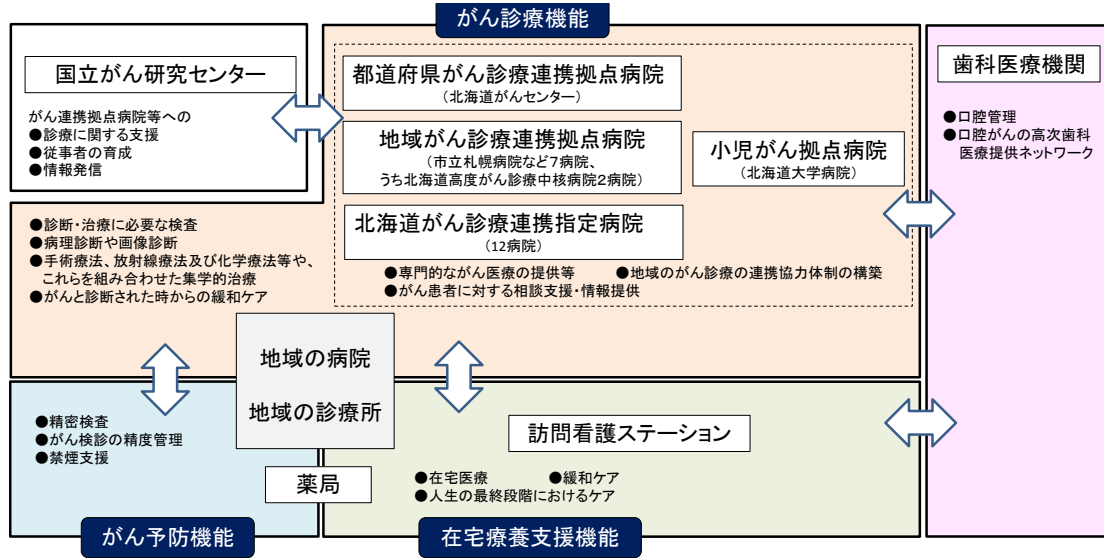 がん診療機能
国立がん研究センター
がん連携拠点病院等への
●診療に関する支援
●従事者の育成
●情報発信
都道府県がん診療連携拠点病院
(北海道がんセンター)
地域がん診療連携拠点病院
(市立札幌病院など7病院、
うち北海道高度がん診療中核病院2病院)
小児がん拠点病院
(北海道大学病院)
北海道がん診療連携指定病院
(12病院)
●専門的ながん医療の提供等 ●地域のがん診療の連携協力体制の構築
●がん患者に対する相談支援・情報提供
●診断・治療に必要な検査
●病理診断や画像診断
●手術療法、放射線療法及び化学療法等や、
これらを組み合わせた集学的治療
●がんと診断された時からの緩和ケア
歯科医療機関
●口腔管理
●口腔がんの高次歯科
医療提供ネットワーク
地域の病院
地域の診療所
●精密検査
●がん検診の精度管理
●禁煙支援
薬局
がん予防機能
訪問看護ステーション
●在宅医療 ●緩和ケア
●人生の最終段階におけるケア
在宅療養支援機能